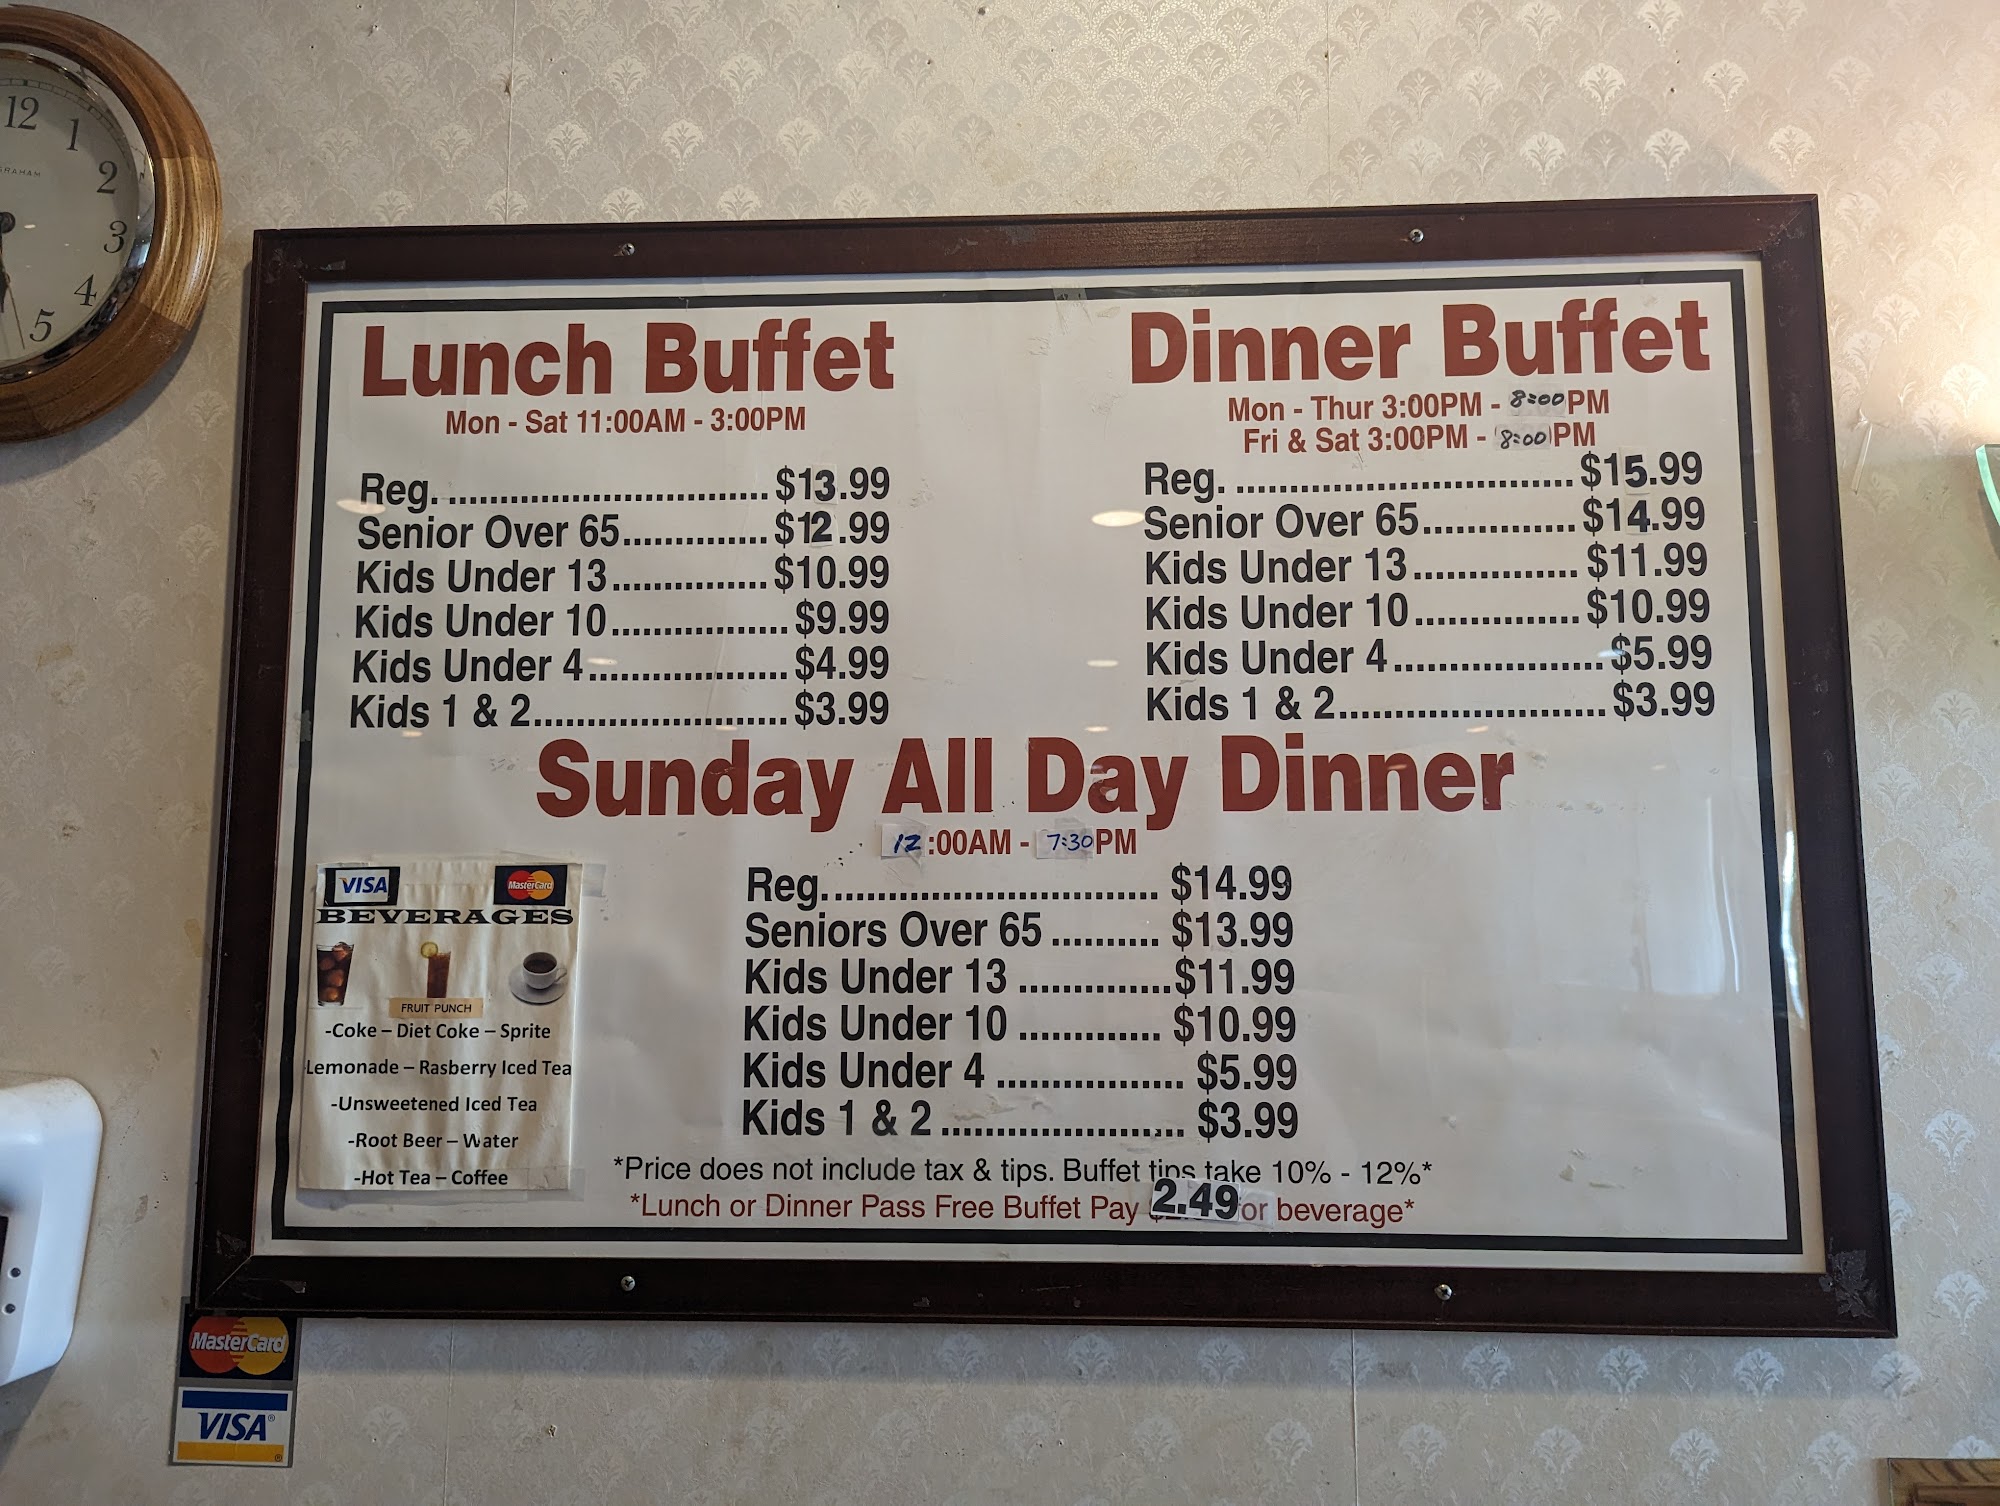 12
1
2
3
4
5
GRAHAM
Lunch Buffet
Mon - Sat 11:00AM - 3:00PM
Reg. .............................. $13.99
Senior Over 65............... $12.99
Kids Under 13............... $10.99
Kids Under 10................. $9.99
Kids Under 4................... $4.99
Kids 1 & 2........................ $3.99
Dinner Buffet
Mon - Thur 3:00PM - 8:00PM
Fri & Sat 3:00PM - 8:00PM
Reg. ............................... $15.99
Senior Over 65............... $14.99
Kids Under 13................ $11.99
Kids Under 10................ $10.99
Kids Under 4.................... $5.99
Kids 1 & 2......................... $3.99
Sunday All Day Dinner
12:00AM - 7:30PM
Reg............................... $14.99
Seniors Over 65 .......... $13.99
Kids Under 13 ..............$11.99
Kids Under 10 ............. $10.99
Kids Under 4 ................. $5.99
Kids 1 & 2 ...................... $3.99
*Price does not include tax & tips. Buffet tips take 10% - 12%*
*Lunch or Dinner Pass Free Buffet Pay 2.49 for beverage*
VISA MasterCard
BEVERAGES
FRUIT PUNCH
-Coke – Diet Coke – Sprite
Lemonade – Rasberry Iced Tea
-Unsweetened Iced Tea
-Root Beer – Water
-Hot Tea – Coffee
MasterCard
VISA